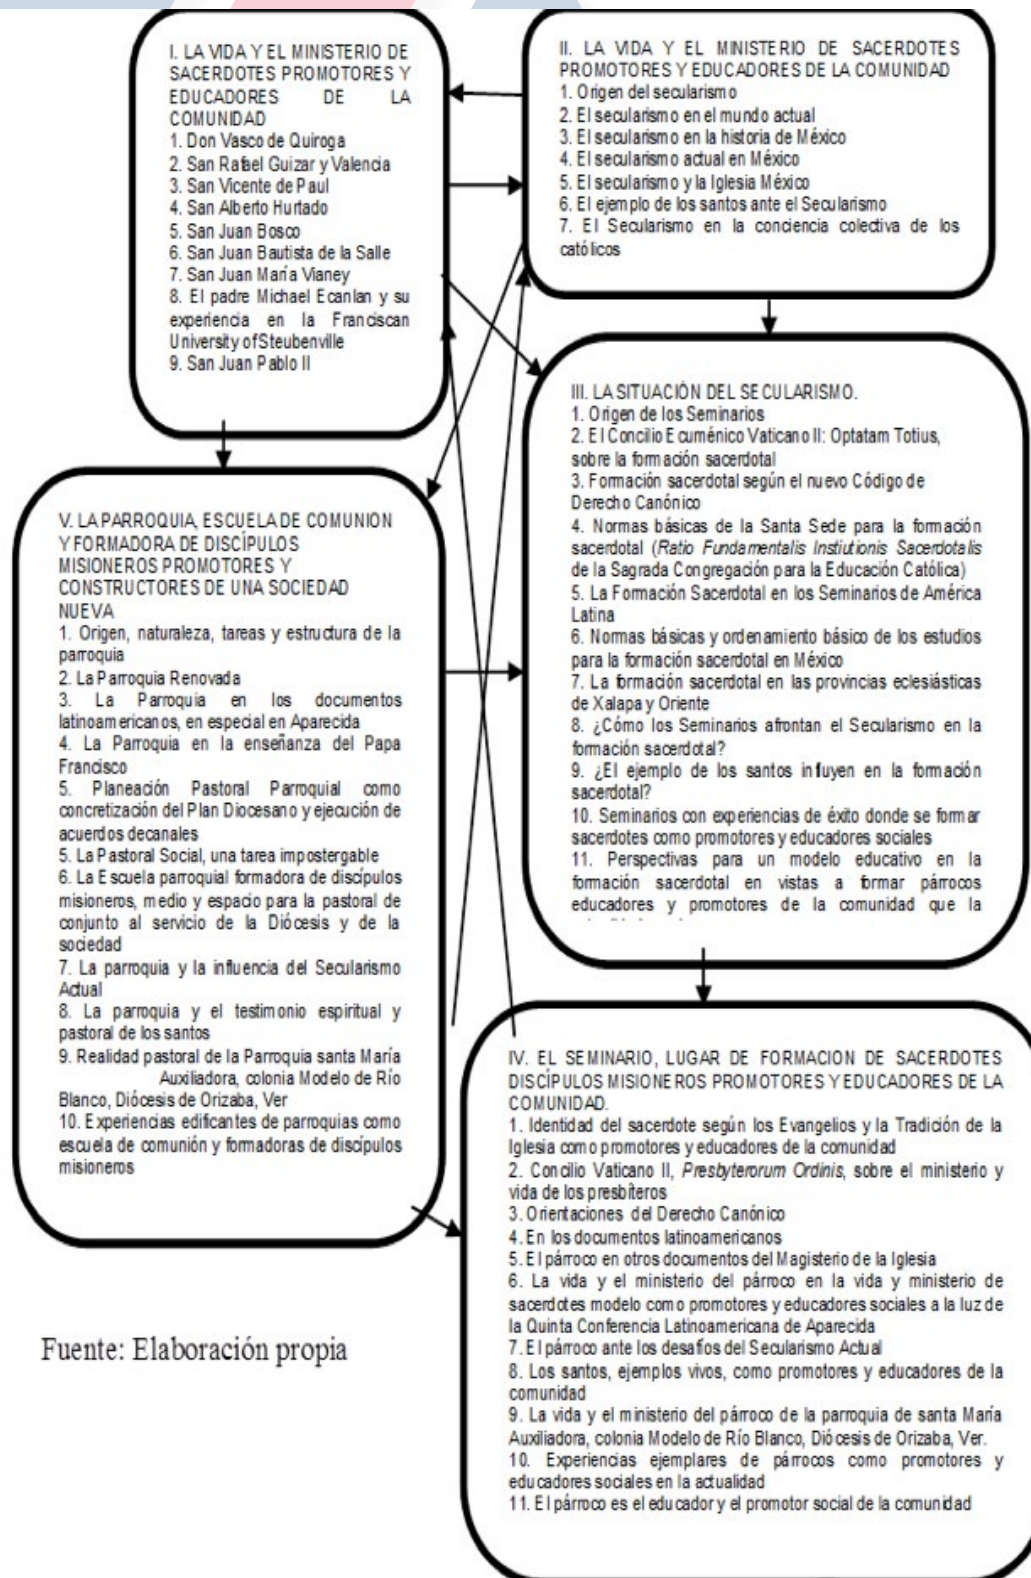 I. LA VIDA Y EL MINISTERIO DE
SACERDOTES PROMOTORES Y
EDUCADORES DE LA
COMUNIDAD
1. Don Vasco de Quiroga
2. San Rafael Guizar y Valencia
3. San Vicente de Paul
4. San Alberto Hurtado
5. San Juan Bosco
6. San Juan Bautista de la Salle
7. San Juan María Vianey
8. El padre Michael Ecanlan y su
experiencia en la Franciscan
University of Steubenville
9. San Juan Pablo II
II. LA VIDA Y EL MINISTERIO DE SACERDOTES
PROMOTORES Y EDUCADORES DE LA COMUNIDAD
1. Origen del secularismo
2. El secularismo en el mundo actual
3. El secularismo en la historia de México
4. El secularismo actual en México
5. El secularismo y la Iglesia México
6. El ejemplo de los santos ante el Secularismo
7. El Secularismo en la conciencia colectiva de los
católicos
III. LA SITUACIÓN DEL SECULARISMO.
1. Origen de los Seminarios
2. El Concilio Ecuménico Vaticano II: Optatam Totius,
sobre la formación sacerdotal
3. Formación sacerdotal según el nuevo Código de
Derecho Canónico
4. Normas básicas de la Santa Sede para la formación
sacerdotal (Ratio Fundamentalis Instiutionis Sacerdotalis
de la Sagrada Congregación para la Educación Católica)
5. La Formación Sacerdotal en los Seminarios de América
Latina
6. Normas básicas y ordenamiento básico de los estudios
para la formación sacerdotal en México
7. La formación sacerdotal en las provincias eclesiásticas
de Xalapa y Oriente
8. ¿Cómo los Seminarios afrontan el Secularismo en la
formación sacerdotal?
9. ¿El ejemplo de los santos influyen en la formación
sacerdotal?
10. Seminarios con experiencias de éxito donde se formar
sacerdotes como promotores y educadores sociales
11. Perspectivas para un modelo educativo en la
formación sacerdotal en vistas a formar párrocos
educadores y promotores de la comunidad que la
V. LA PARROQUIA, ESCUELA DE COMUNION
Y FORMADORA DE DISCÍPULOS
MISIONEROS PROMOTORES Y
CONSTRUCTORES DE UNA SOCIEDAD
NUEVA
1. Origen, naturaleza, tareas y estructura de la
parroquia
2. La Parroquia Renovada
3. La Parroquia en los documentos
latinoamericanos, en especial en Aparecida
4. La Parroquia en la enseñanza del Papa
Francisco
5. Planeación Pastoral Parroquial como
concretización del Plan Diocesano y ejecución de
acuerdos decanales
5. La Pastoral Social, una tarea impostergable
6. La Escuela parroquial formadora de discípulos
misioneros, medio y espacio para la pastoral de
conjunto al servicio de la Diócesis y de la
sociedad
7. La parroquia y la influencia del Secularismo
Actual
8. La parroquia y el testimonio espiritual y
pastoral de los santos
9. Realidad pastoral de la Parroquia santa María
Auxiliadora, colonia Modelo de Río
Blanco, Diócesis de Orizaba, Ver
10. Experiencias edificantes de parroquias como
escuela de comunión y formadoras de discípulos
misioneros
IV. EL SEMINARIO, LUGAR DE FORMACION DE SACERDOTES
DISCÍPULOS MISIONEROS PROMOTORES Y EDUCADORES DE LA
COMUNIDAD.
1. Identidad del sacerdote según los Evangelios y la Tradición de la
Iglesia como promotores y educadores de la comunidad
2. Concilio Vaticano II, Presbyterorum Ordinis, sobre el ministerio y
vida de los presbíteros
3. Orientaciones del Derecho Canónico
4. En los documentos latinoamericanos
5. El párroco en otros documentos del Magisterio de la Iglesia
6. La vida y el ministerio del párroco en la vida y ministerio de
sacerdotes modelo como promotores y educadores sociales a la luz de
la Quinta Conferencia Latinoamericana de Aparecida
7. El párroco ante los desafíos del Secularismo Actual
8. Los santos, ejemplos vivos, como promotores y educadores de la
comunidad
9. La vida y el ministerio del párroco de la parroquia de santa María
Auxiliadora, colonia Modelo de Río Blanco, Diócesis de Orizaba, Ver.
10. Experiencias ejemplares de párrocos como promotores y
educadores sociales en la actualidad
11. El párroco es el educador y el promotor social de la comunidad
Fuente: Elaboración propia